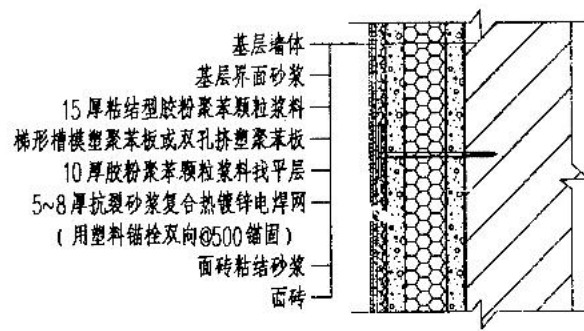 基层墙体
基层界面砂浆
15厚粘结型胶粉聚苯颗粒浆料
梯形槽模塑聚苯板或双孔挤塑聚苯板
10厚胶粉聚苯颗粒浆料找平层
5~8厚抗裂砂浆复合热镀锌电焊网
(用塑料锚栓双向@500锚固)
面砖粘结砂浆
面砖